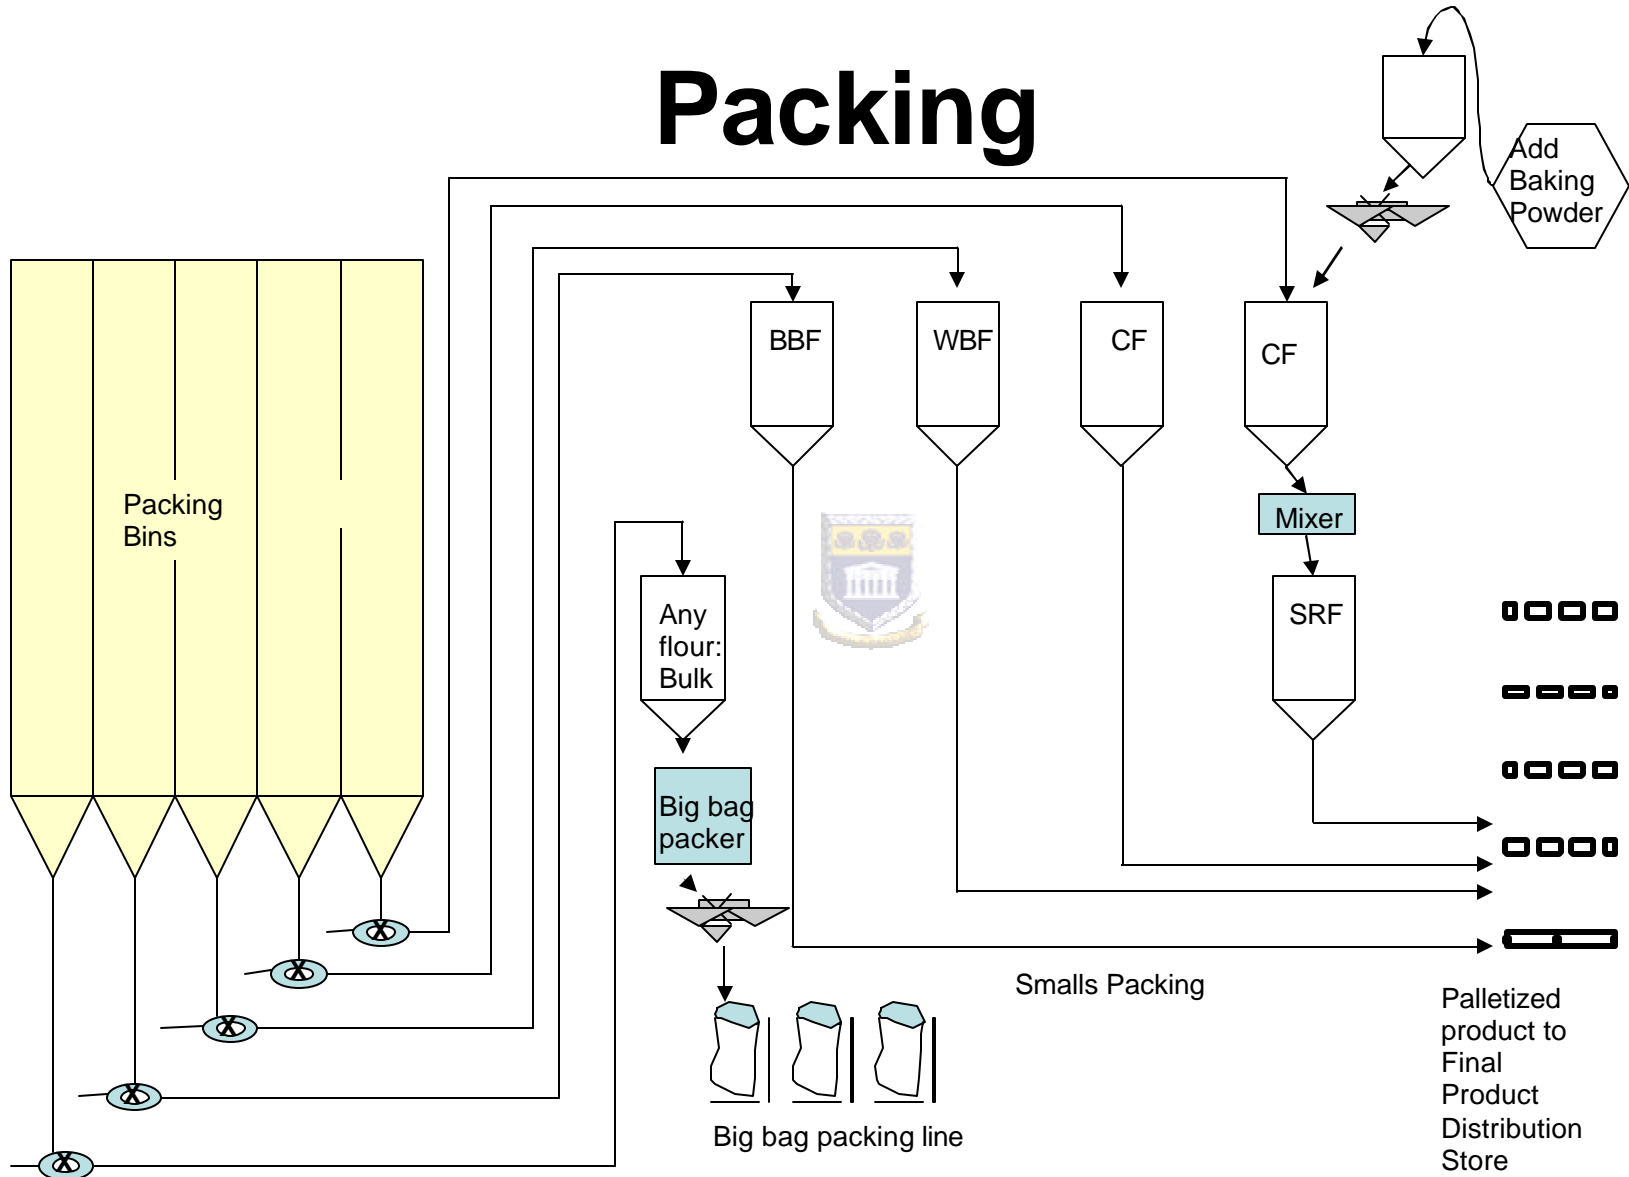 Packing
Add
Baking
Powder
BBF
WBF
CF
CF
Packing
Bins
Mixer
Any
flour:
Bulk
SRF
Big bag
packer
X
X
X
X
X
Smalls Packing
Palletized
product to
Final
Product
Distribution
Store
Big bag packing line